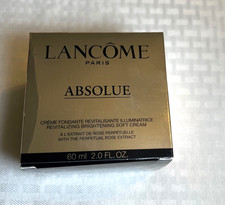 LANCÔME
PARIS
ABSOLUE
CRÈME FONDANTE REVITALISANTE ILLUMINATRICE
REVITALIZING BRIGHTENING SOFT CREAM
À L'EXTRAIT DE ROSE PERPÉTUELLE
WITH THE PERPETUAL ROSE EXTRACT
60 ml 2.0 FL. OZ.